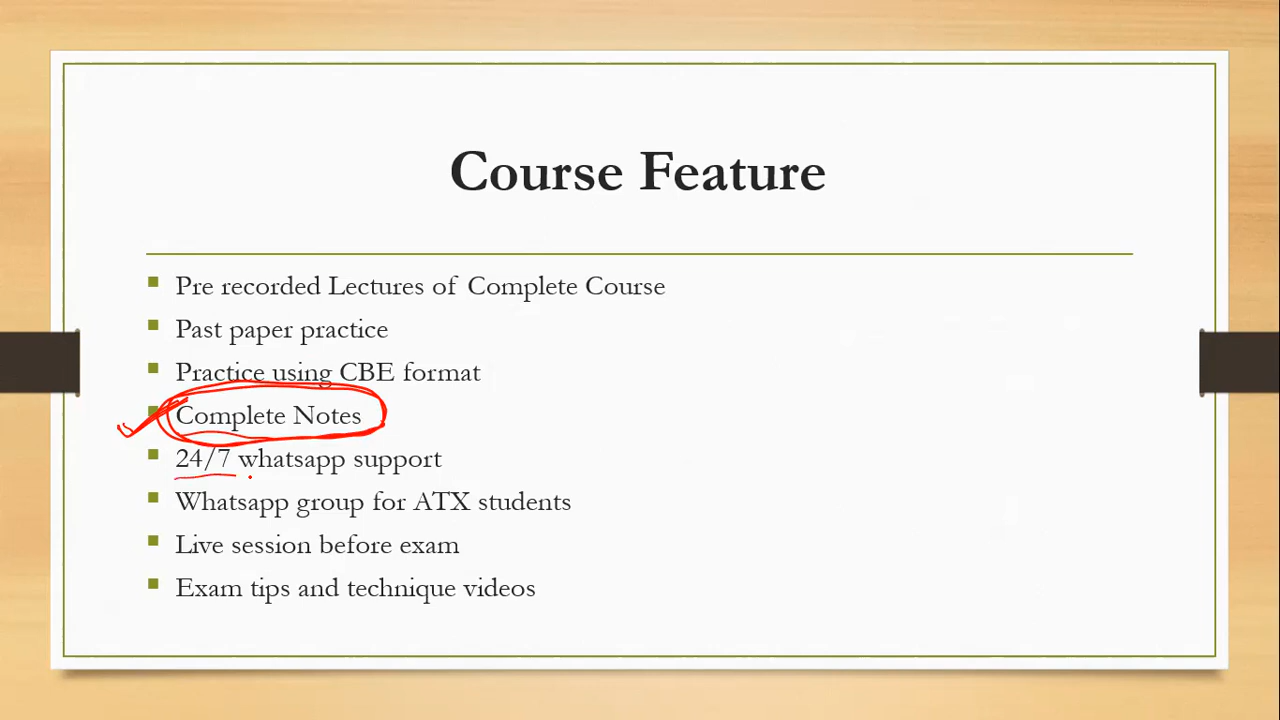 Course Feature
Pre recorded Lectures of Complete Course
Past paper practice
Practice using CBE format
Complete Notes
24/7 whatsapp support
Whatsapp group for ATX students
Live session before exam
Exam tips and technique videos